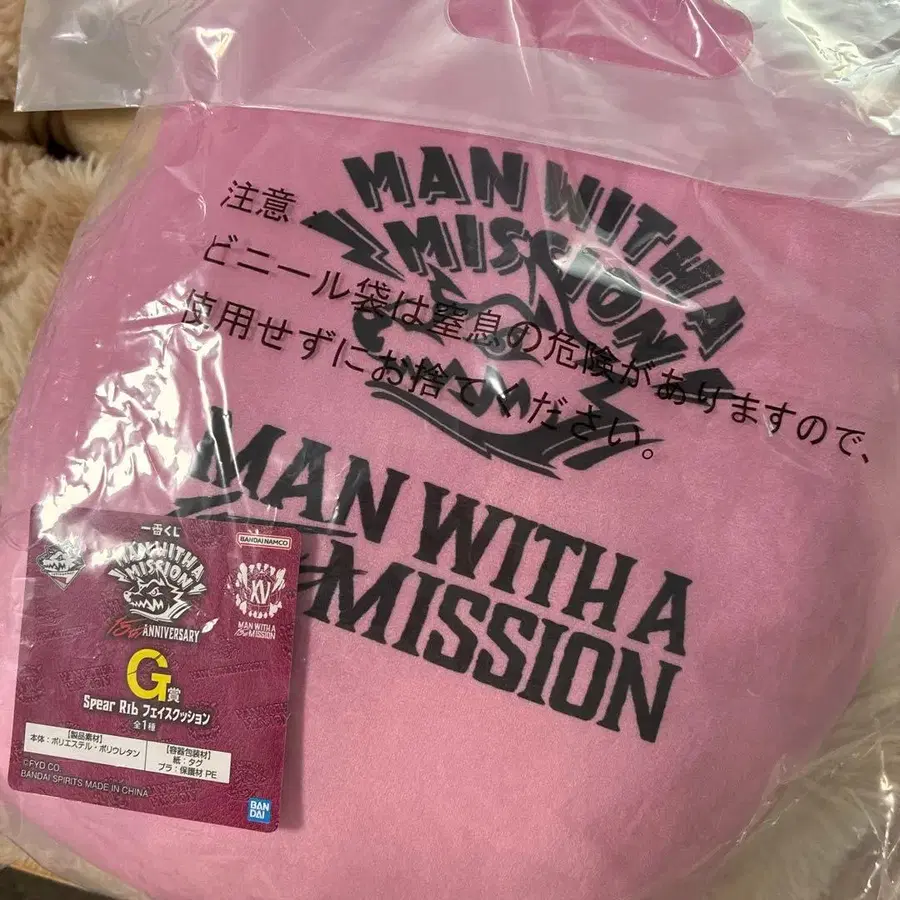 MAN WITH A
MISSION
注意
ビニール袋は窒息の危険がありますので、
使用せずにお捨てください。
MAN WITH A
MISSION
一番くじ
BANDAI NAMCO
MAN WITH A
MISSION
15th ANNIVERSARY
XV
MAN WITH A
MISSION
G賞
Spear Rib フェイスクッション
全1種
【製品素材】
本体:ポリエステル・ポリウレタン
【容器包装材】
紙:タグ
プラ:保護材 PE
©FYD CO.
BANDAI SPIRITS MADE IN CHINA
BAN
DAI